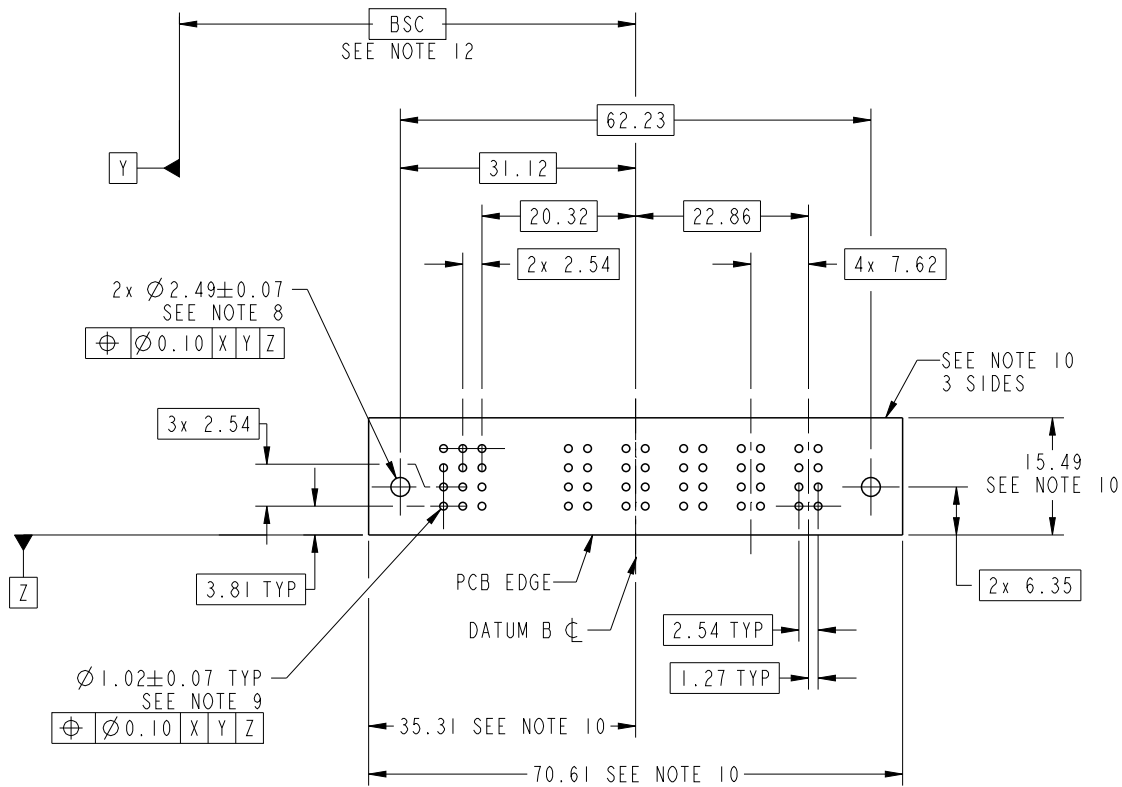 BSC
SEE NOTE 12
62.23
Y
31.12
20.32
22.86
2x 2.54
4x 7.62
2x Ø2.49±0.07
SEE NOTE 8
⌖ Ø0.10 X Y Z
SEE NOTE 10
3 SIDES
3x 2.54
15.49
SEE NOTE 10
Z
3.81 TYP
PCB EDGE
2x 6.35
DATUM B ℄
2.54 TYP
1.27 TYP
Ø1.02±0.07 TYP
SEE NOTE 9
⌖ Ø0.10 X Y Z
35.31 SEE NOTE 10
70.61 SEE NOTE 10